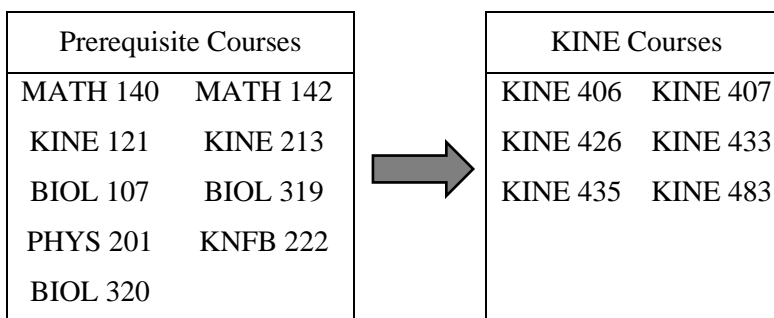 Prerequisite Courses
MATH 140 MATH 142
KINE 121 KINE 213
BIOL 107 BIOL 319
PHYS 201 KNFB 222
BIOL 320
KINE Courses
KINE 406 KINE 407
KINE 426 KINE 433
KINE 435 KINE 483